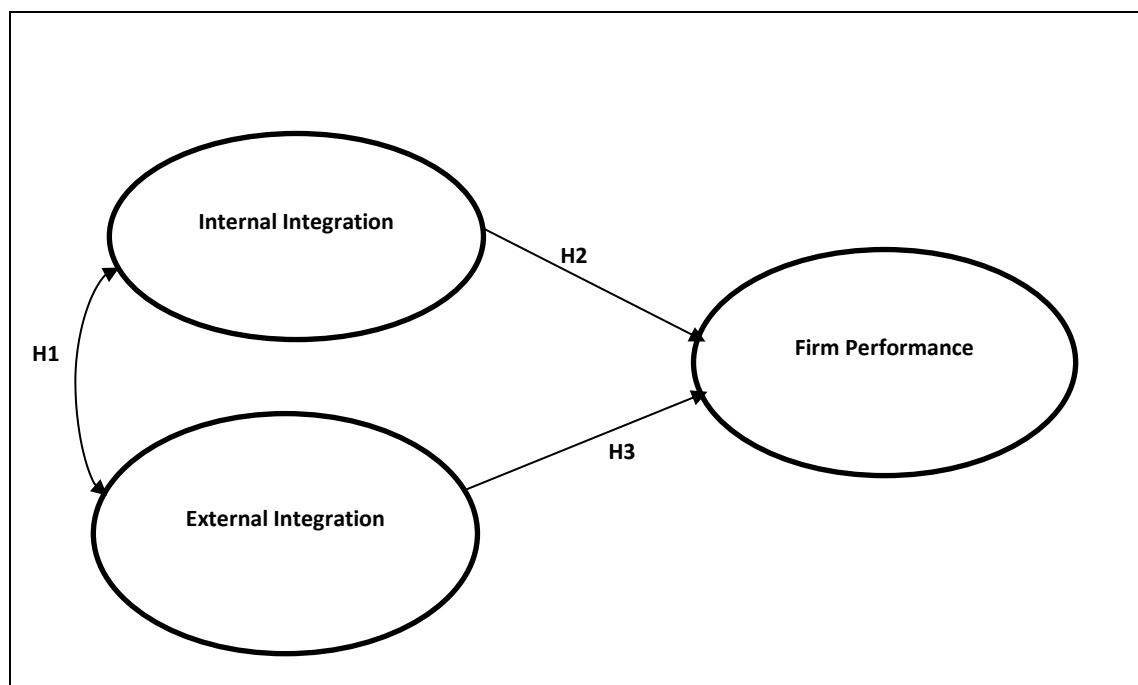 Internal Integration
H2
Firm Performance
H1
External Integration
H3